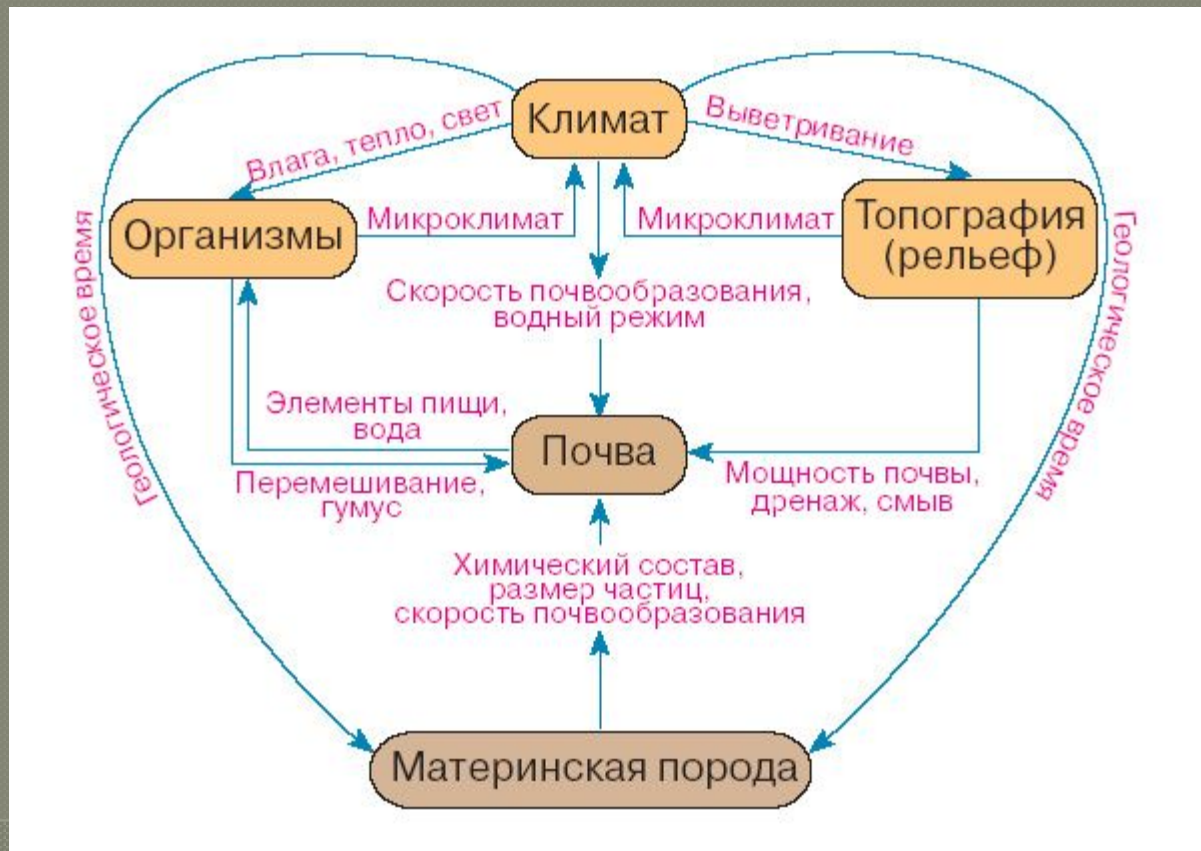 Климат
Влага, тепло, свет
Выветривание
Организмы
Микроклимат
Микроклимат
Топография
(рельеф)
Геологическое время
Геологическое время
Скорость почвообразования,
водный режим
Элементы пищи,
вода
Почва
Перемешивание,
гумус
Мощность почвы,
дренаж, смыв
Химический состав,
размер частиц,
скорость почвообразования
Материнская порода